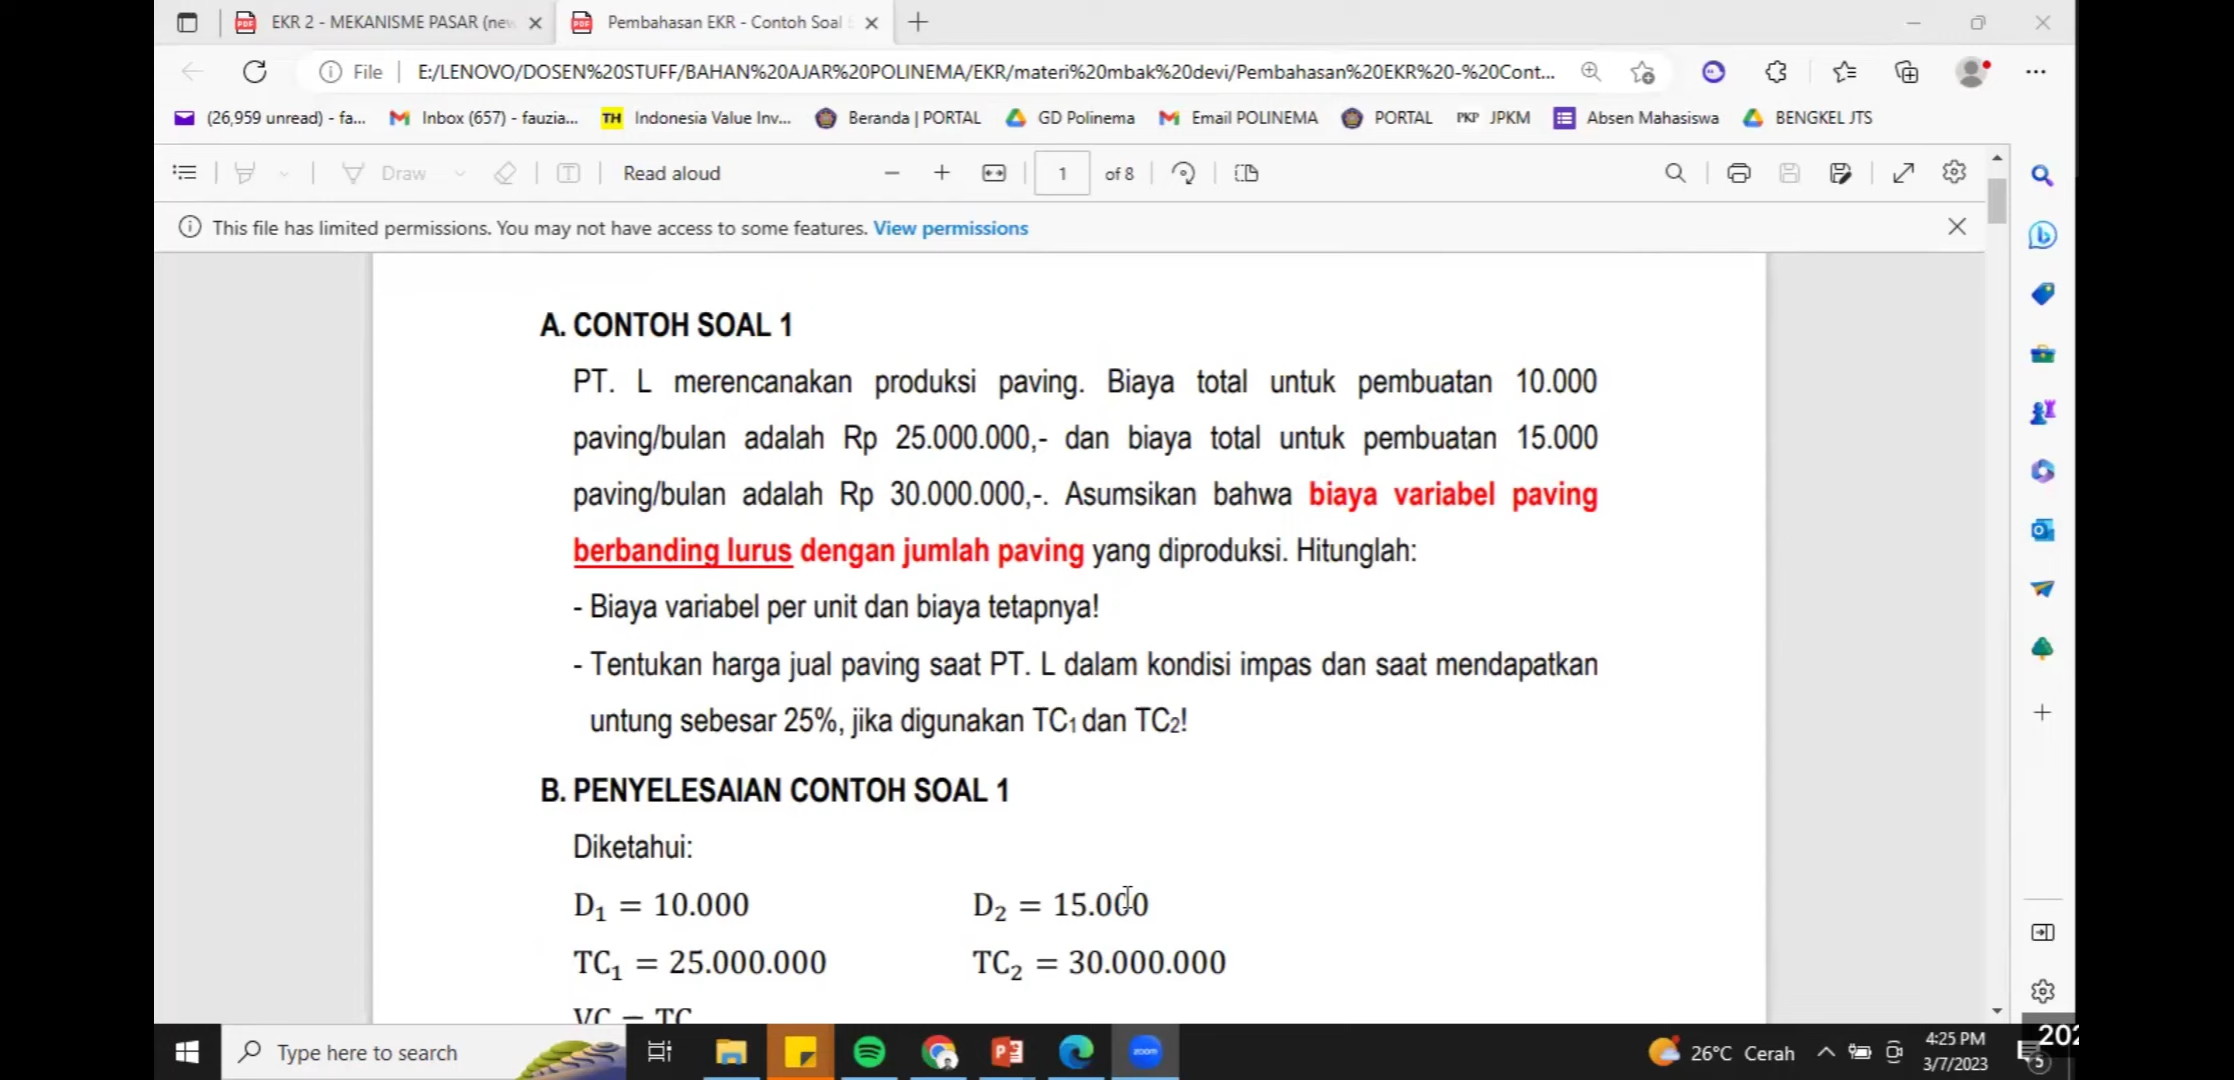 EKR 2 - MEKANISME PASAR (nev
Pembahasan EKR - Contoh Soal
File
E:/LENOVO/DOSEN%20STUFF/BAHAN%20AJAR%20POLINEMA/EKR/materi%20mbak%20devi/Pembahasan%20EKR%20-%20Cont...
(26,959 unread) - fa...
Inbox (657) - fauzia...
TH Indonesia Value Inv...
Beranda | PORTAL
GD Polinema
Email POLINEMA
PORTAL
PKP JPKM
Absen Mahasiswa
BENGKEL JTS
Draw
Read aloud
1 of 8
This file has limited permissions. You may not have access to some features. View permissions
A. CONTOH SOAL 1
PT. L merencanakan produksi paving. Biaya total untuk pembuatan 10.000
paving/bulan adalah Rp 25.000.000,- dan biaya total untuk pembuatan 15.000
paving/bulan adalah Rp 30.000.000,-. Asumsikan bahwa biaya variabel paving
berbanding lurus dengan jumlah paving yang diproduksi. Hitunglah:
- Biaya variabel per unit dan biaya tetapnya!
- Tentukan harga jual paving saat PT. L dalam kondisi impas dan saat mendapatkan
untung sebesar 25%, jika digunakan TC₁ dan TC₂!
B. PENYELESAIAN CONTOH SOAL 1
Diketahui:
D₁ = 10.000 D₂ = 15.000
TC₁ = 25.000.000 TC₂ = 30.000.000
VC = TC
Type here to search
zoom
26°C Cerah
4:25 PM
3/7/2023
5
202